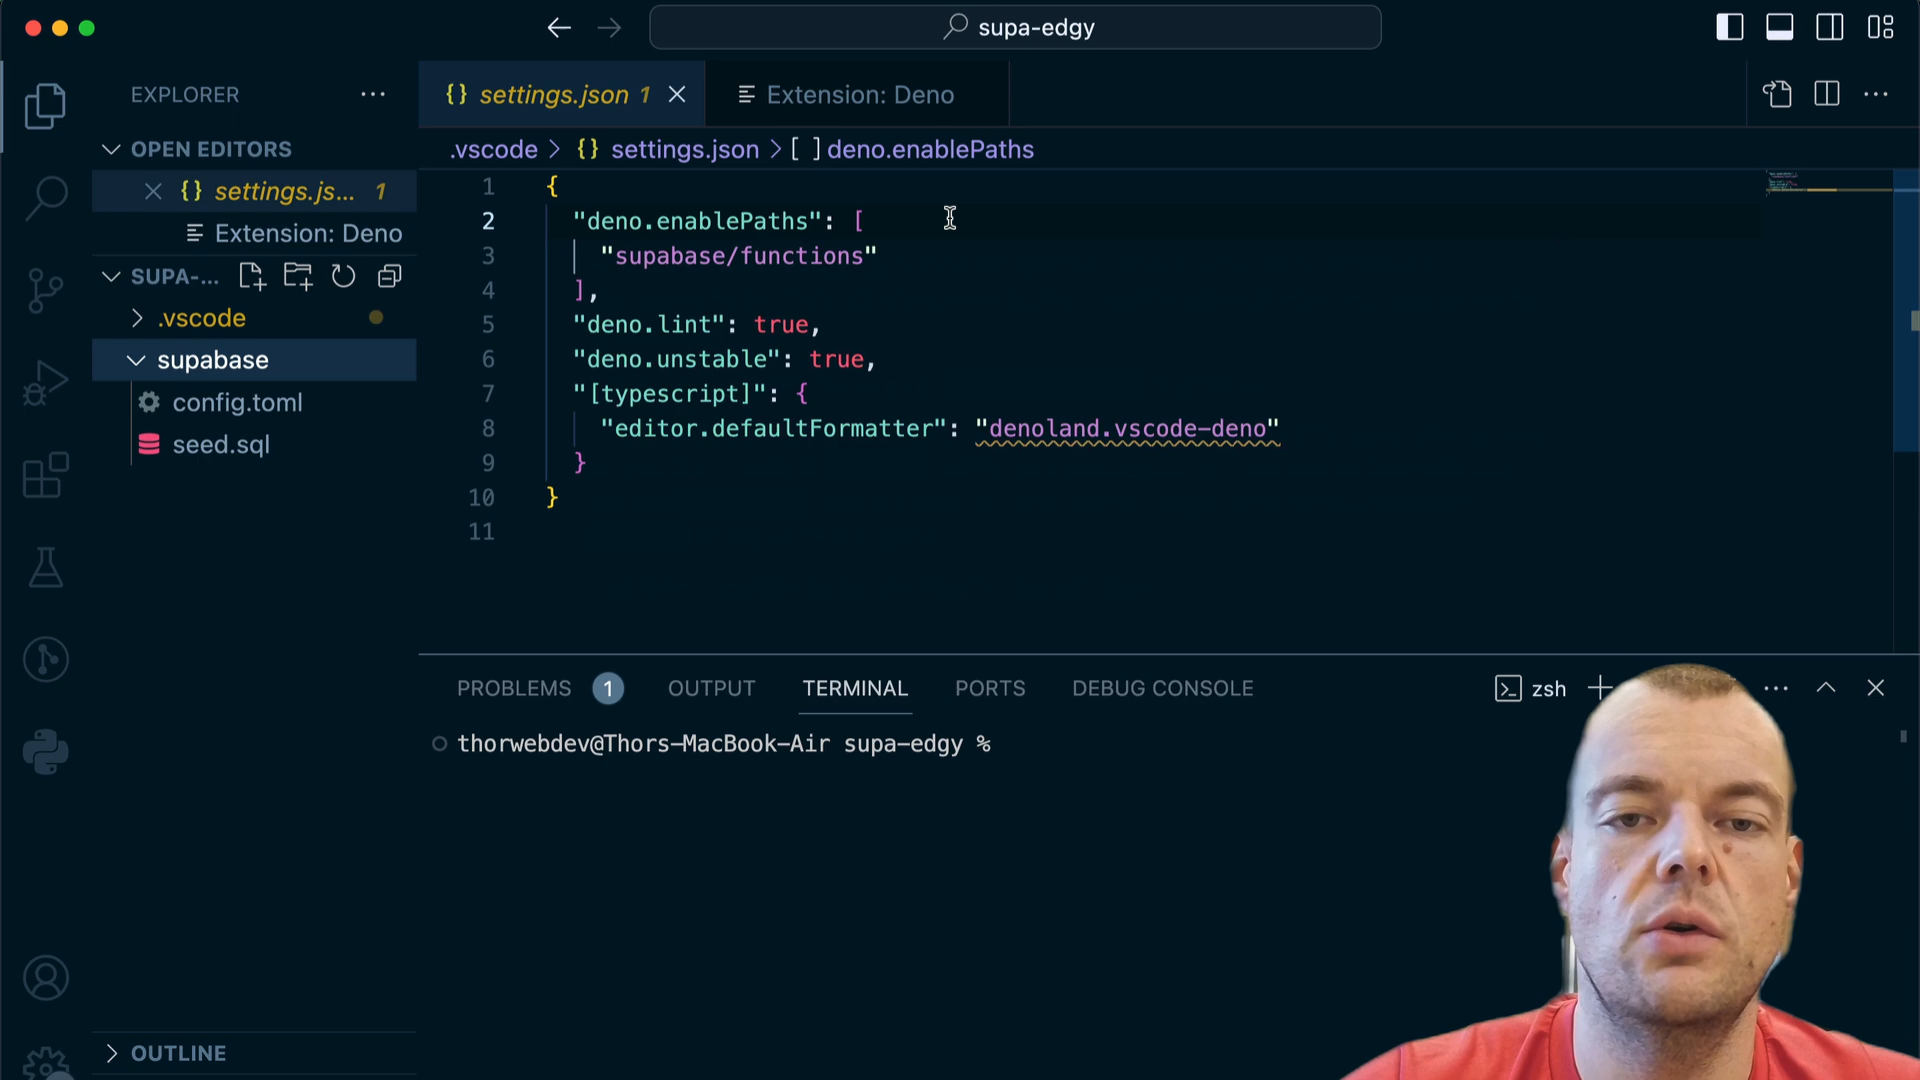 supa-edgy
EXPLORER
settings.json 1
Extension: Deno
OPEN EDITORS
.vscode > {} settings.json > [ ] deno.enablePaths
{} settings.js... 1
Extension: Deno
SUPA-...
.vscode
supabase
config.toml
seed.sql
1 {
2 "deno.enablePaths": [
3 "supabase/functions"
4 ],
5 "deno.lint": true,
6 "deno.unstable": true,
7 "[typescript]": {
8 "editor.defaultFormatter": "denoland.vscode-deno"
9 }
10 }
11
PROBLEMS 1 OUTPUT TERMINAL PORTS DEBUG CONSOLE
zsh
thorwebdev@Thors-MacBook-Air supa-edgy %
OUTLINE